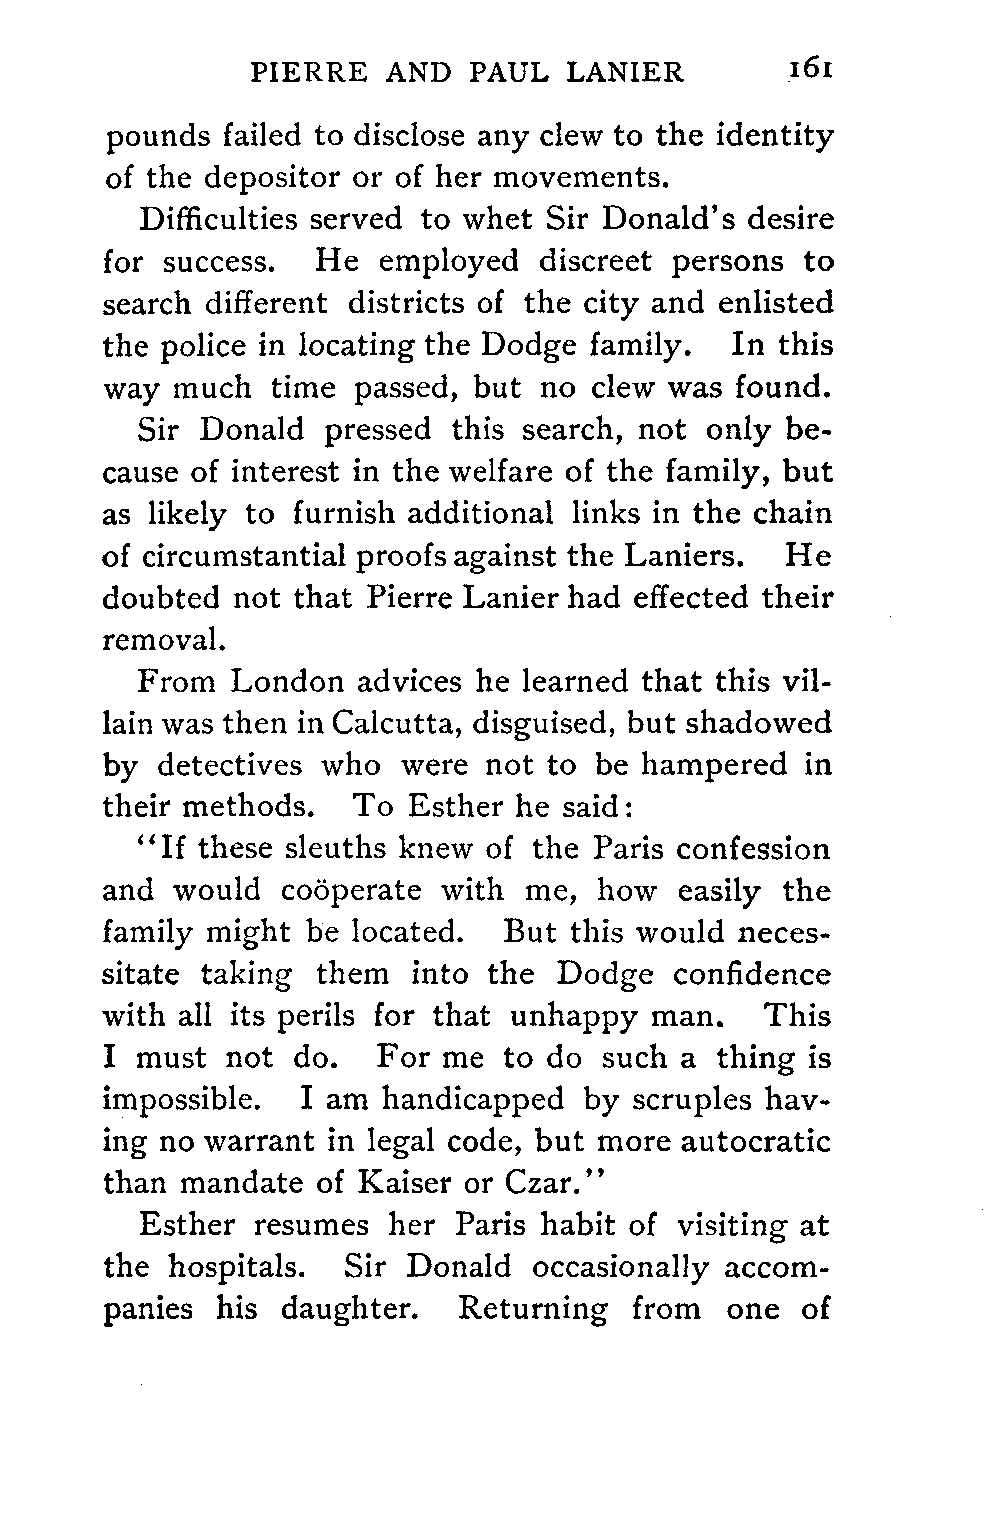 PIERRE AND PAUL LANIER 161
pounds failed to disclose any clew to the identity
of the depositor or of her movements.
Difficulties served to whet Sir Donald's desire
for success. He employed discreet persons to
search different districts of the city and enlisted
the police in locating the Dodge family. In this
way much time passed, but no clew was found.
Sir Donald pressed this search, not only be-
cause of interest in the welfare of the family, but
as likely to furnish additional links in the chain
of circumstantial proofs against the Laniers. He
doubted not that Pierre Lanier had effected their
removal.
From London advices he learned that this vil-
lain was then in Calcutta, disguised, but shadowed
by detectives who were not to be hampered in
their methods. To Esther he said:
"If these sleuths knew of the Paris confession
and would coöperate with me, how easily the
family might be located. But this would neces-
sitate taking them into the Dodge confidence
with all its perils for that unhappy man. This
I must not do. For me to do such a thing is
impossible. I am handicapped by scruples hav-
ing no warrant in legal code, but more autocratic
than mandate of Kaiser or Czar."
Esther resumes her Paris habit of visiting at
the hospitals. Sir Donald occasionally accom-
panies his daughter. Returning from one of